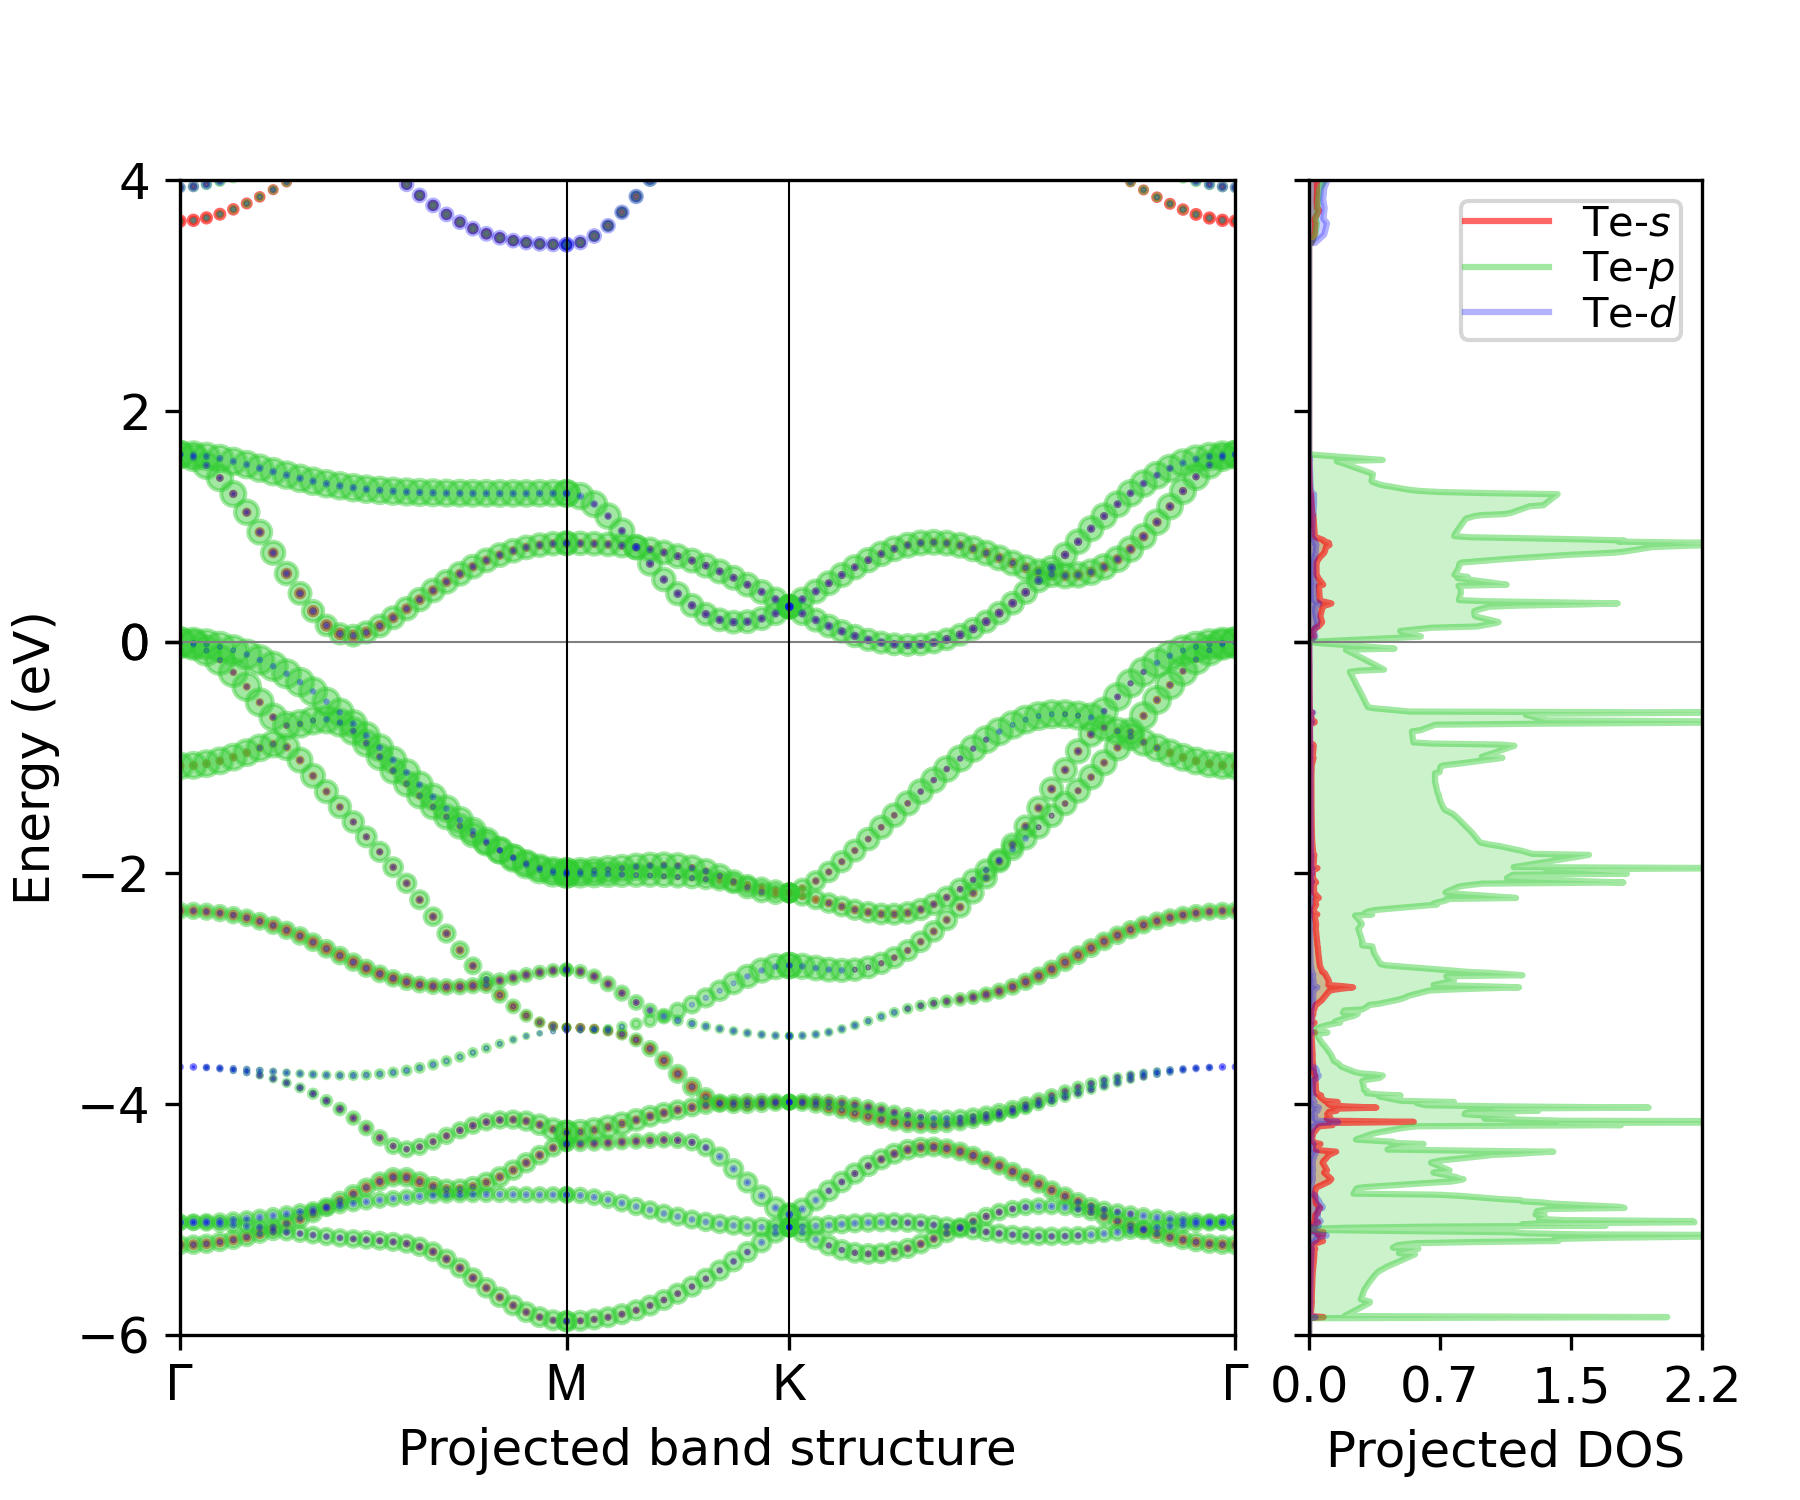 4
2
0
−2
−4
−6
Energy (eV)
Γ M K Γ
Projected band structure
Te-s
Te-p
Te-d
0.0 0.7 1.5 2.2
Projected DOS